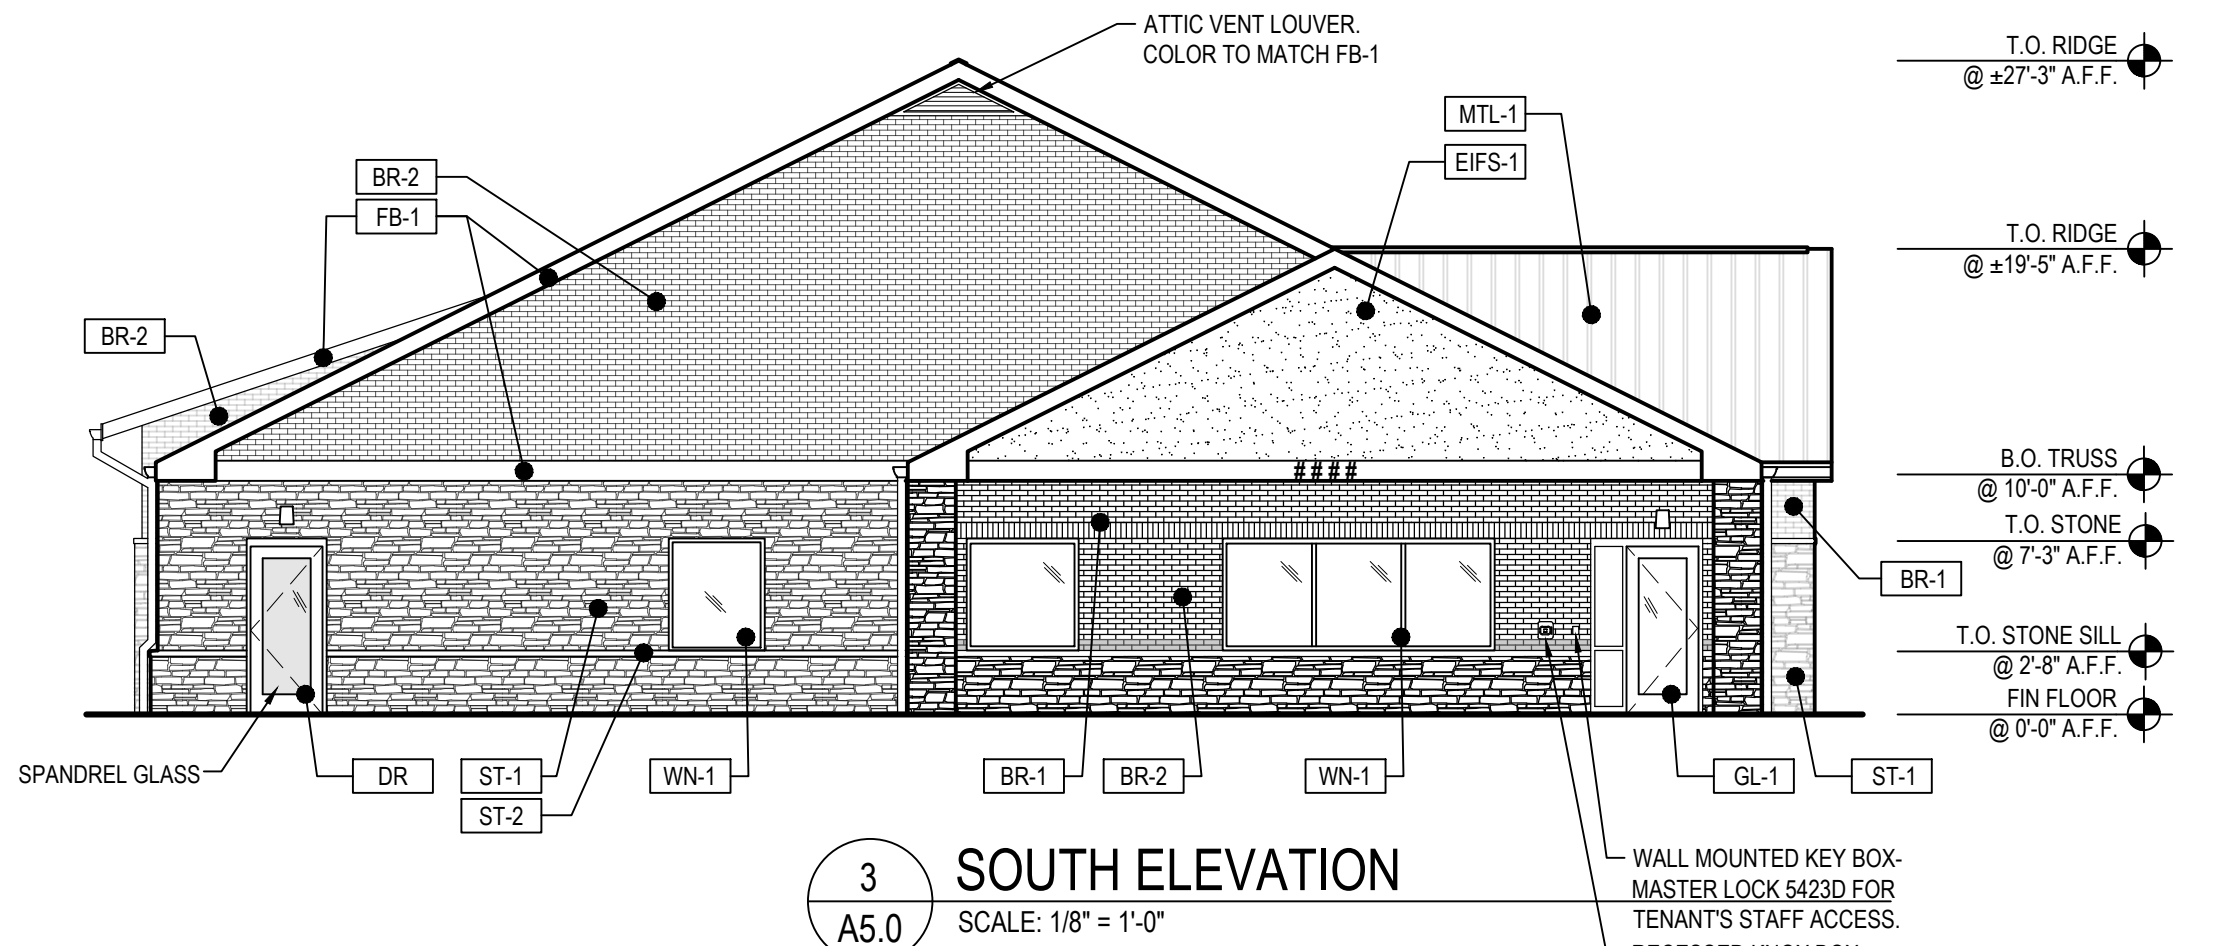 ATTIC VENT LOUVER.
COLOR TO MATCH FB-1
T.O. RIDGE
@ ±27'-3" A.F.F.
MTL-1
EIFS-1
BR-2
FB-1
T.O. RIDGE
@ ±19'-5" A.F.F.
BR-2
####
B.O. TRUSS
@ 10'-0" A.F.F.
T.O. STONE
@ 7'-3" A.F.F.
BR-1
T.O. STONE SILL
@ 2'-8" A.F.F.
FIN FLOOR
@ 0'-0" A.F.F.
SPANDREL GLASS
DR
ST-1
ST-2
WN-1
BR-1
BR-2
WN-1
GL-1
ST-1
3
A5.0
SOUTH ELEVATION
SCALE: 1/8" = 1'-0"
WALL MOUNTED KEY BOX-
MASTER LOCK 5423D FOR
TENANT'S STAFF ACCESS.